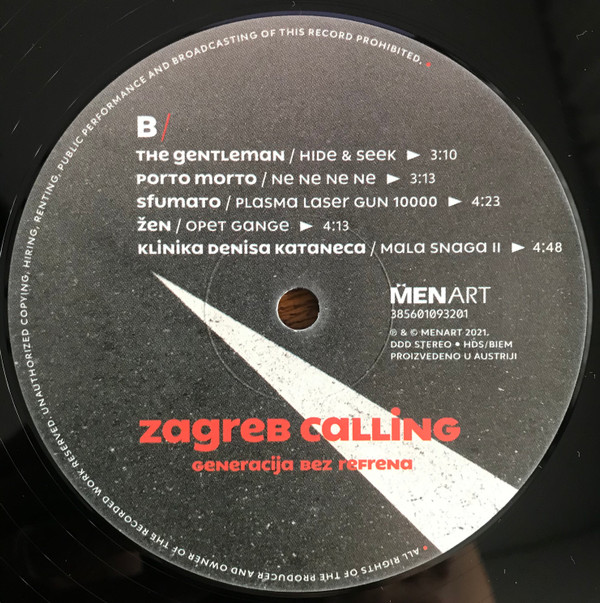 B/
THE GENTLEMAN / HIDE & SEEK ► 3:10
PORTO MORTO / NE NE NE NE ► 3:13
SFUMATO / PLASMA LASER GUN 10000 ► 4:23
ŽEN / OPET GANGE ► 4:13
KLINIKA DENISA KATANECA / MALA SNAGA II ► 4:48
MENART
385601093201
℗ & © MENART 2021.
DDD STEREO • HDS/BIEM
PROIZVEDENO U AUSTRIJI
ZAGREB CALLING
GENERACIJA BEZ REFRENA
• ALL RIGHTS OF THE PRODUCER AND OWNER OF THE RECORDED WORK RESERVED. UNAUTHORIZED COPYING, HIRING, RENTING, PUBLIC PERFORMANCE AND BROADCASTING OF THIS RECORD PROHIBITED. •